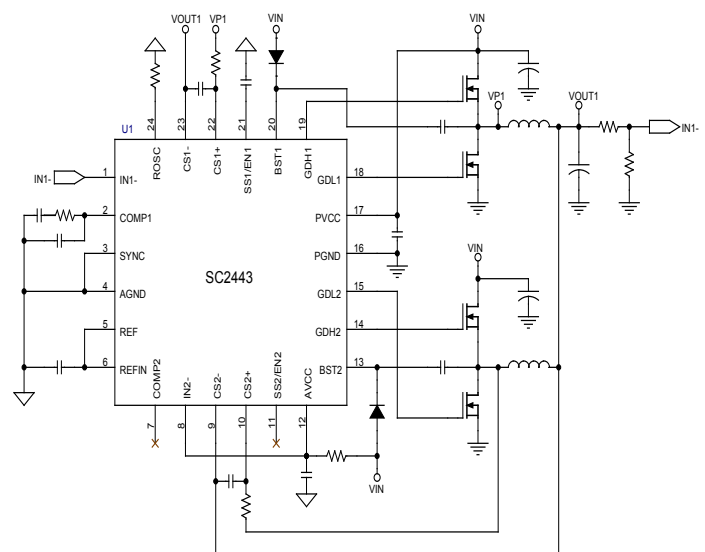 VOUT1 VP1 VIN VIN
U1
24 23 22 21 20 19
ROSC CS1- CS1+ SS1/EN1 BST1 GDH1
VP1 VOUT1
IN1-
IN1- 1 IN1-
GDL1 18
2 COMP1
PVCC 17
3 SYNC
PGND 16
VIN
SC2443
4 AGND
GDL2 15
5 REF
GDH2 14
6 REFIN
BST2 13
COMP2 IN2- CS2- CS2+ SS2/EN2 AVCC
7 8 9 10 11 12
VIN